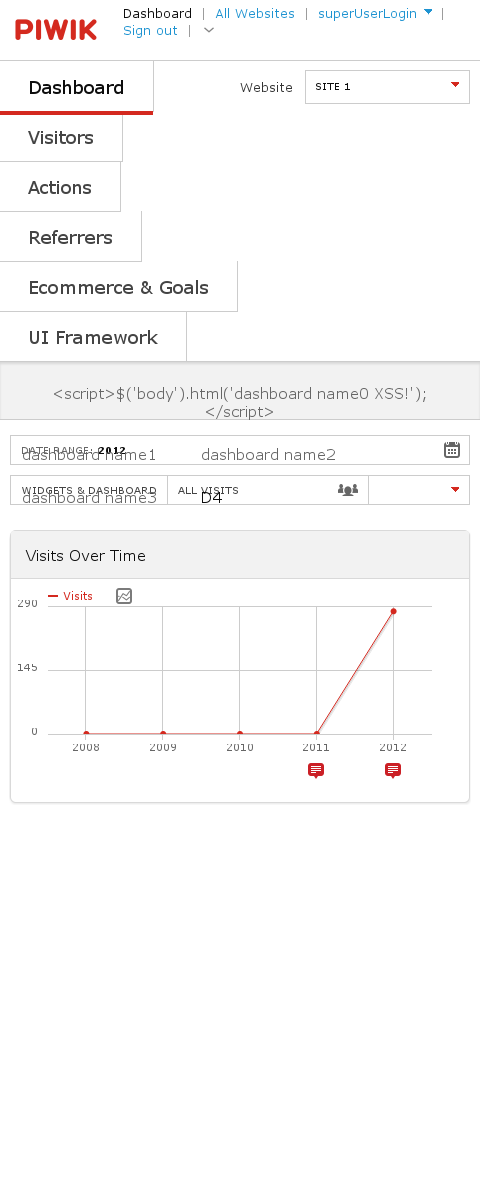 PIWIK
Dashboard | All Websites | superUserLogin |
Sign out |
Dashboard
Website SITE 1
Visitors
Actions
Referrers
Ecommerce & Goals
UI Framework
<script>$('body').html('dashboard name0 XSS!');
</script>
DATE RANGE: 2012
dashboard name1 dashboard name2
WIDGETS & DASHBOARD ALL VISITS
dashboard name3 D4
Visits Over Time
Visits
290
145
0
2008 2009 2010 2011 2012